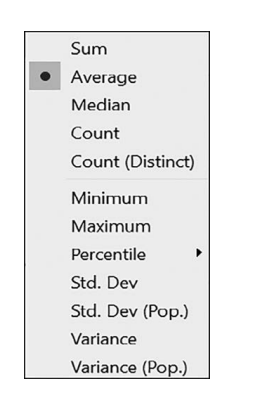 Sum
Average
Median
Count
Count (Distinct)
Minimum
Maximum
Percentile
Std. Dev
Std. Dev (Pop.)
Variance
Variance (Pop.)